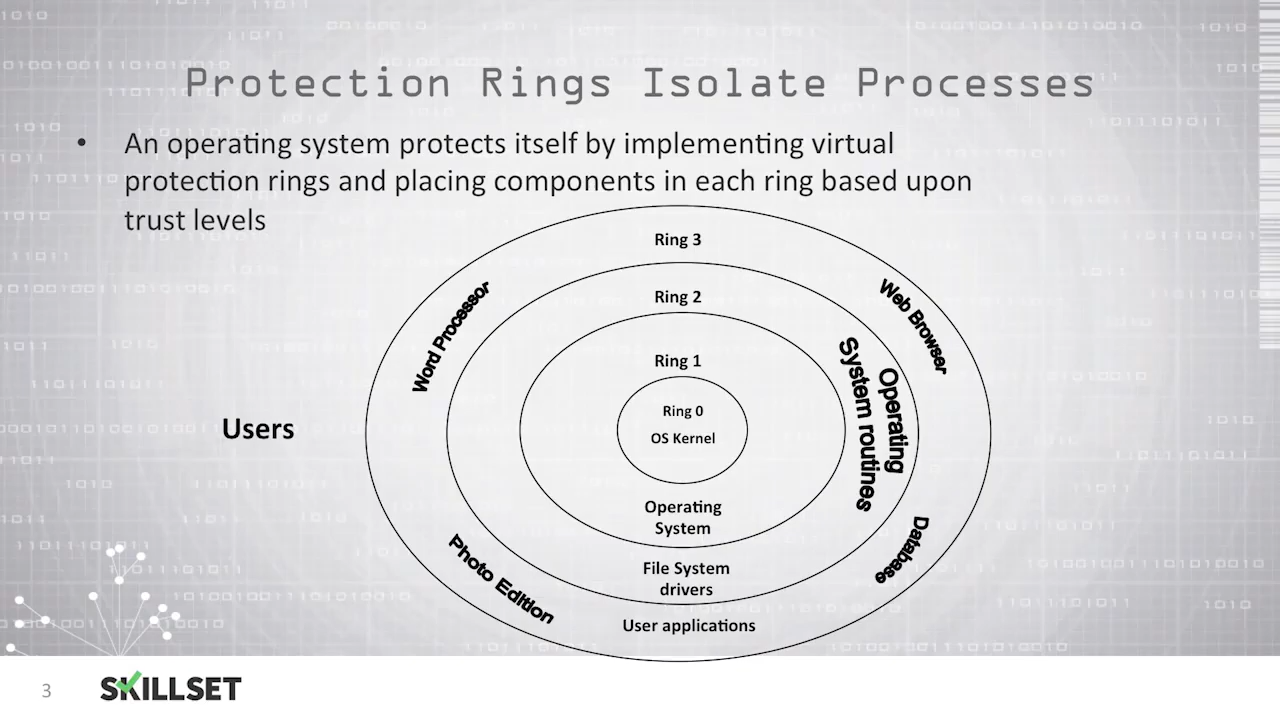 Protection Rings Isolate Processes
• An operating system protects itself by implementing virtual
protection rings and placing components in each ring based upon
trust levels
Ring 3
Word Processor
Web Browser
Ring 2
Ring 1
Operating
System routines
Ring 0
OS Kernel
Users
Operating
System
Database
Photo Edition
File System
drivers
User applications
3
SKILLSET